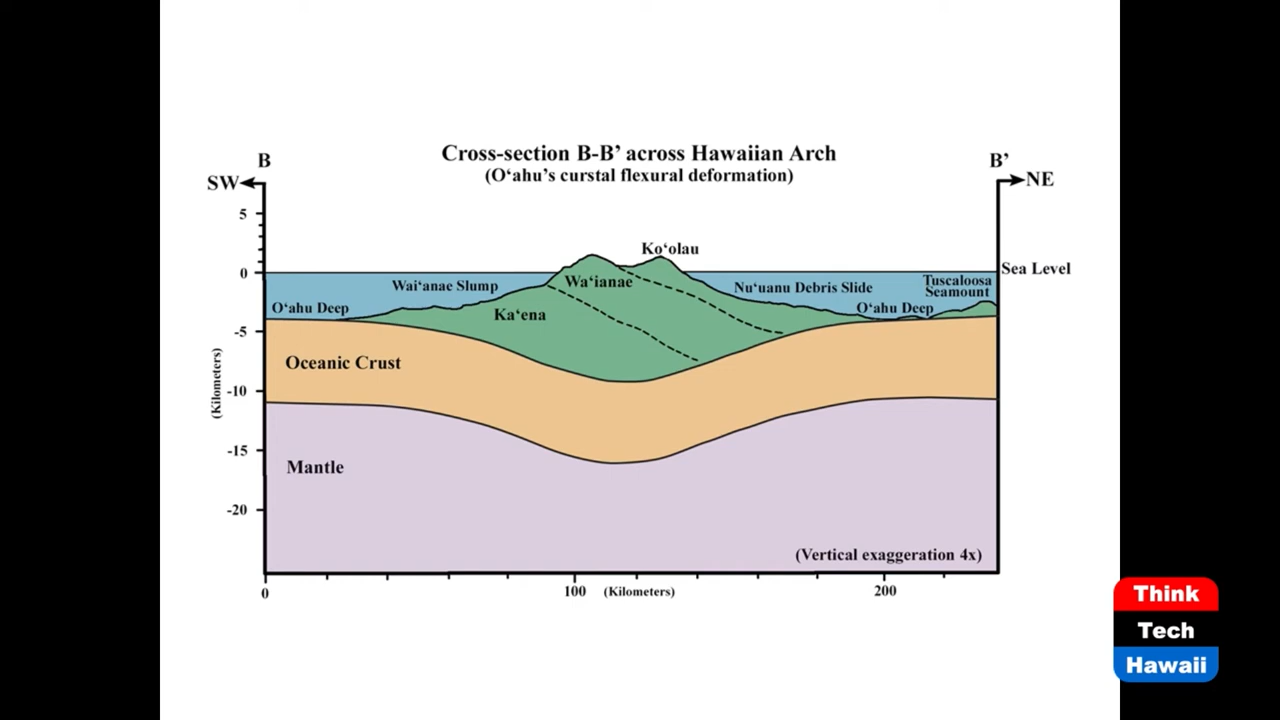 Cross-section B-B’ across Hawaiian Arch
(O‘ahu’s curstal flexural deformation)
B
B’
SW
NE
5
0
-5
-10
-15
-20
(Kilometers)
Sea Level
Ko‘olau
Wai‘anae Slump
Wa‘ianae
Nu‘uanu Debris Slide
Tuscaloosa
Seamount
O‘ahu Deep
O‘ahu Deep
Ka‘ena
Oceanic Crust
Mantle
(Vertical exaggeration 4x)
0
100
(Kilometers)
200
Think
Tech
Hawaii